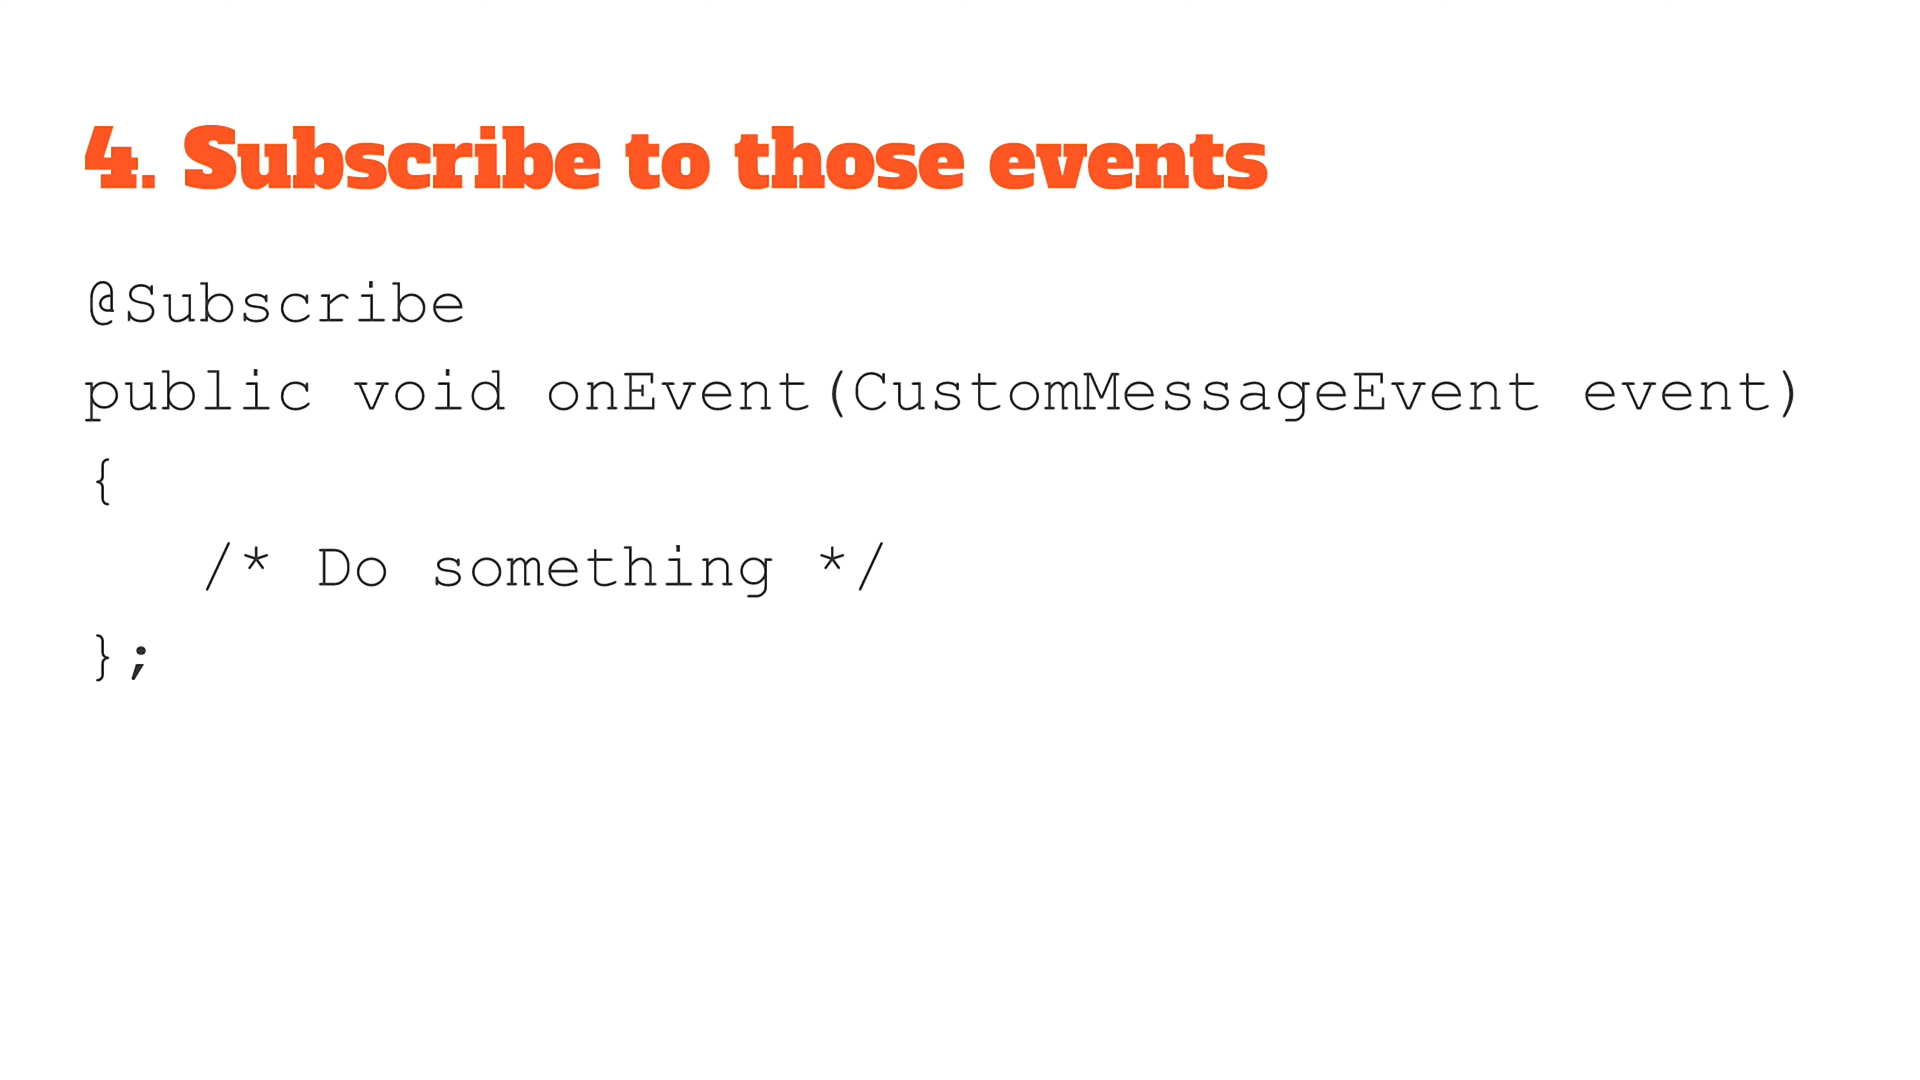 4. Subscribe to those events
@Subscribe
public void onEvent(CustomMessageEvent event)
{
/* Do something */
};